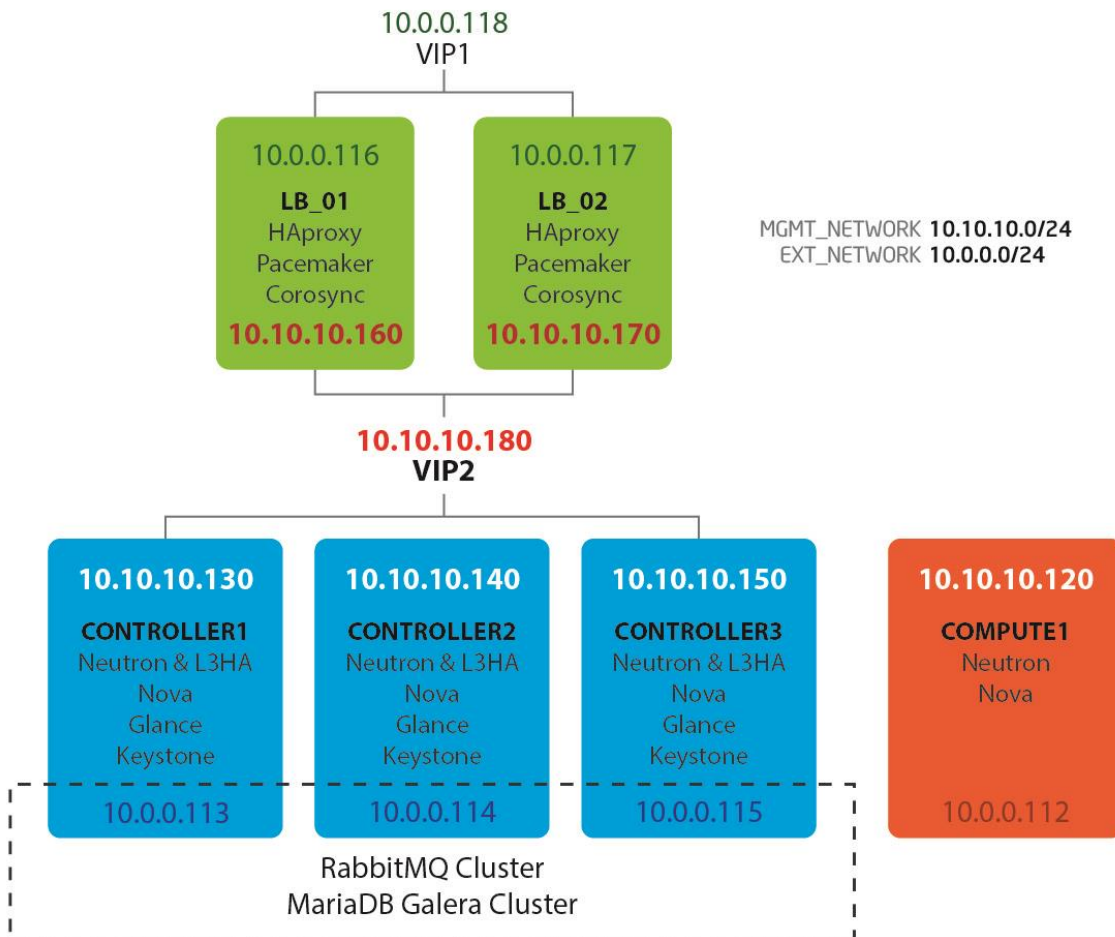 10.0.0.118
VIP1
10.0.0.116
LB_01
HAproxy
Pacemaker
Corosync
10.10.10.160
10.0.0.117
LB_02
HAproxy
Pacemaker
Corosync
10.10.10.170
MGMT_NETWORK 10.10.10.0/24
EXT_NETWORK 10.0.0.0/24
10.10.10.180
VIP2
10.10.10.130
CONTROLLER1
Neutron & L3HA
Nova
Glance
Keystone
10.0.0.113
10.10.10.140
CONTROLLER2
Neutron & L3HA
Nova
Glance
Keystone
10.0.0.114
10.10.10.150
CONTROLLER3
Neutron & L3HA
Nova
Glance
Keystone
10.0.0.115
10.10.10.120
COMPUTE1
Neutron
Nova
10.0.0.112
RabbitMQ Cluster
MariaDB Galera Cluster